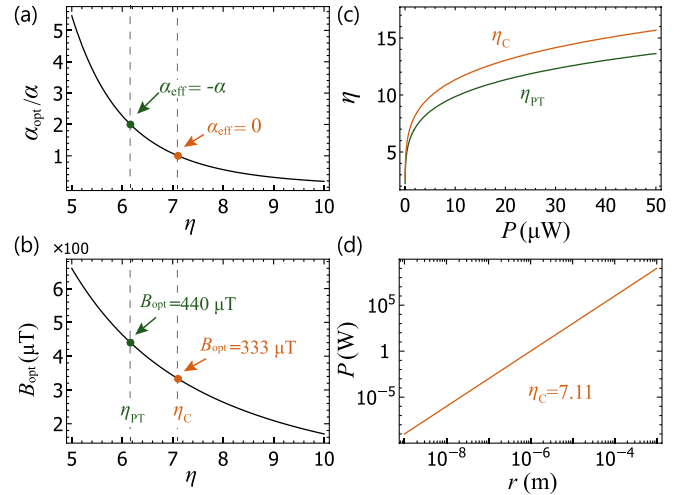 (a)
α_opt/α
5
4
3
2
1
α_eff = -α
α_eff = 0
5 6 7 8 9 10
η
(b)
×100
B_opt (μT)
6
4
2
B_opt=440 μT
B_opt=333 μT
η_PT
η_C
5 6 7 8 9 10
η
(c)
η
15
10
5
η_C
η_PT
0 10 20 30 40 50
P (μW)
(d)
P (W)
10^5
1
10^-5
η_C=7.11
10^-8 10^-6 10^-4
r (m)